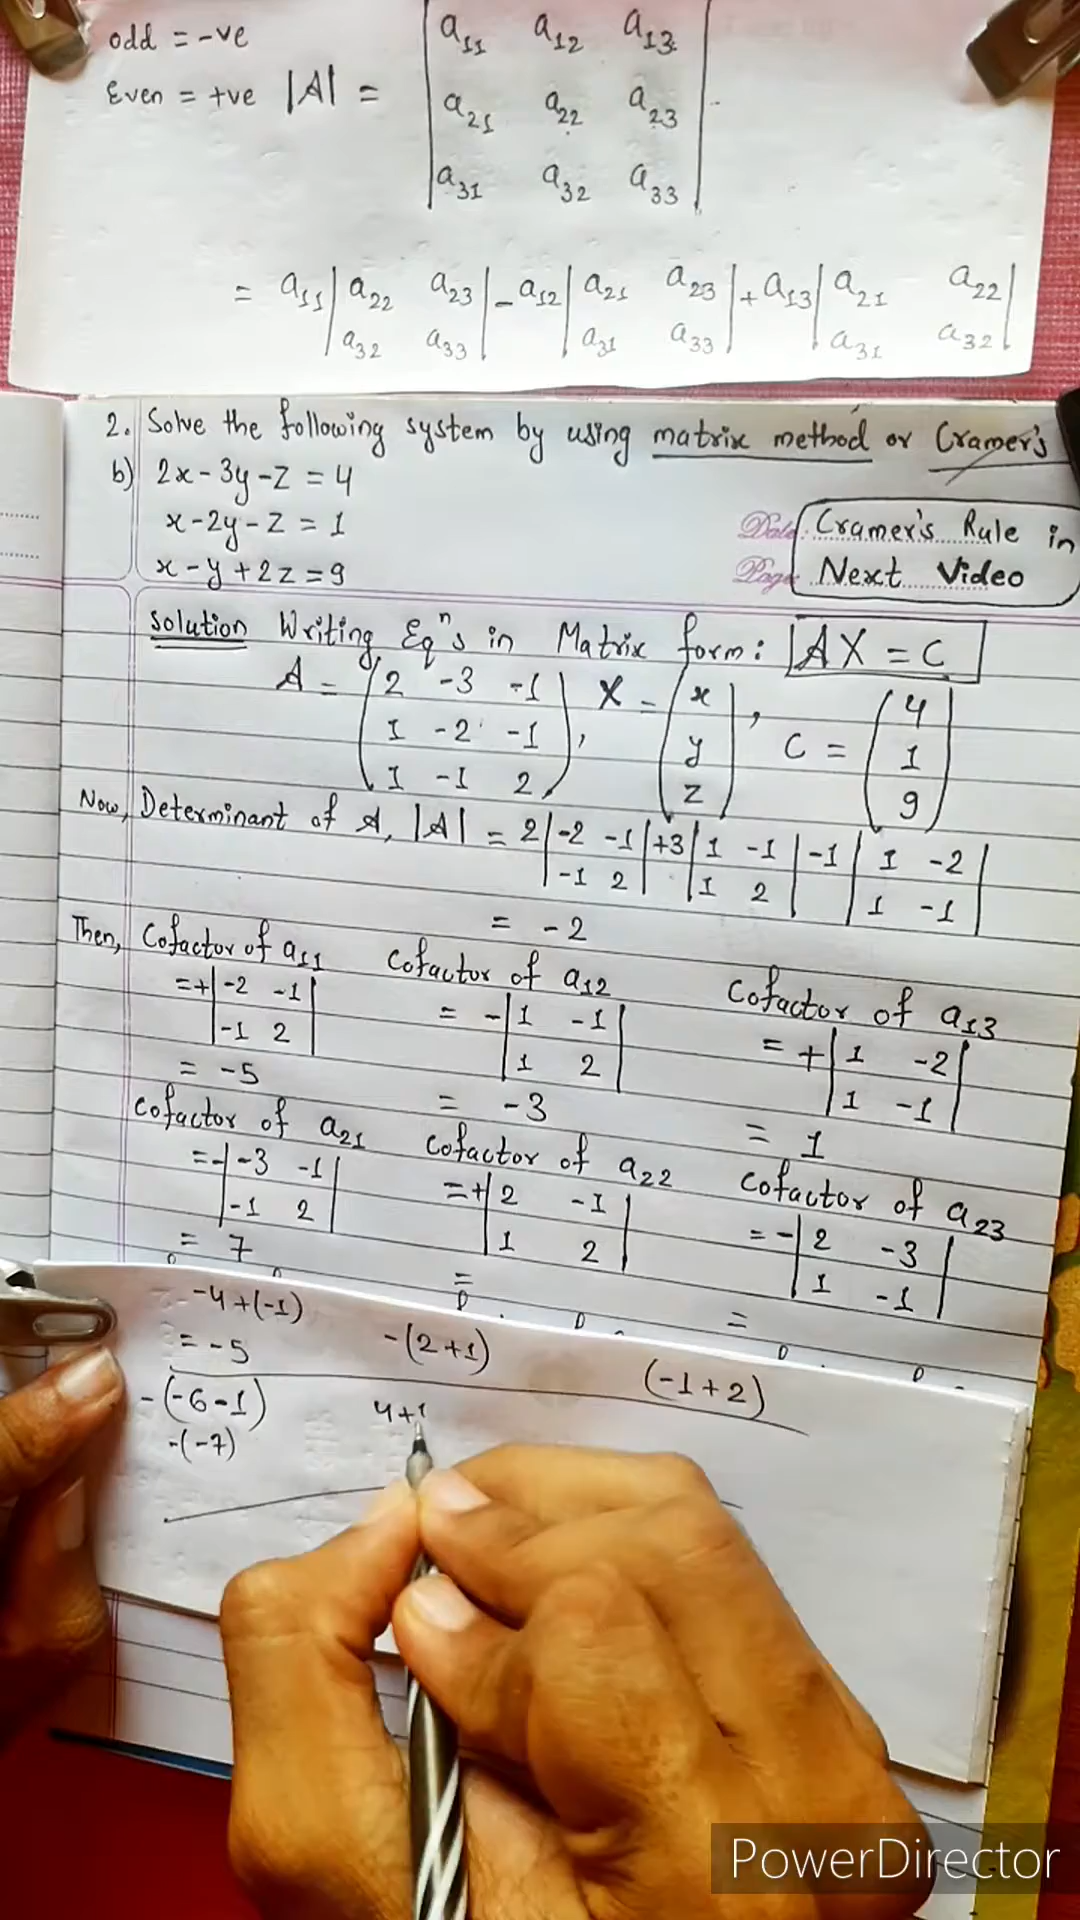 odd = -ve
Even = +ve |A| = | a11 a12 a13 |
| a21 a22 a23 |
| a31 a32 a33 |
= a11 | a22 a23 | - a12 | a21 a23 | + a13 | a21 a22 |
| a32 a33 | | a31 a33 | | a31 a32 |
2. Solve the following system by using matrix method or Cramer's
b) 2x - 3y - z = 4
x - 2y - z = 1
x - y + 2z = 9
Date: Cramer's Rule in
Page: Next Video
Solution Writing Eqns in Matrix form: AX = C
A = ( 2 -3 -1 ) , X = ( x ) , C = ( 4 )
( 1 -2 -1 ) ( y ) ( 1 )
( 1 -1 2 ) ( z ) ( 9 )
Now, Determinant of A, |A| = 2 | -2 -1 | +3 | 1 -1 | -1 | 1 -2 |
| -1 2 | | 1 2 | | 1 -1 |
= -2
Then, Cofactor of a11 Cofactor of a12 Cofactor of a13
= + | -2 -1 | = - | 1 -1 | = + | 1 -2 |
| -1 2 | | 1 2 | | 1 -1 |
= -5 = -3 = 1
Cofactor of a21 Cofactor of a22 Cofactor of a23
= - | -3 -1 | = + | 2 -1 | = - | 2 -3 |
| -1 2 | | 1 2 | | 1 -1 |
= 7 = =
-4 + (-1) -(2+1) (-1+2)
= -5
-(-6-1) 4+1
-(-7)
PowerDirector